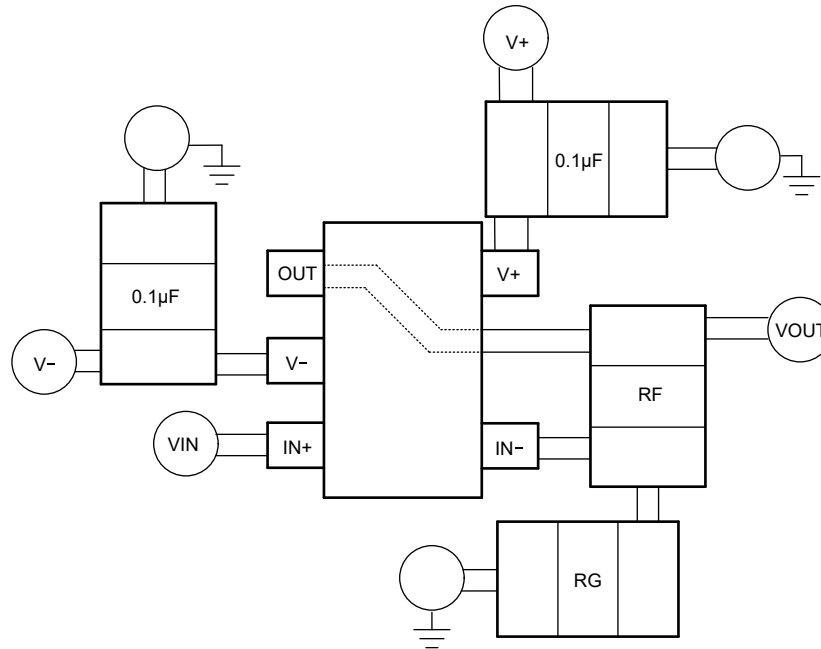 V+
0.1µF
0.1µF
OUT
V+
VOUT
V−
V−
RF
VIN
IN+
IN−
RG